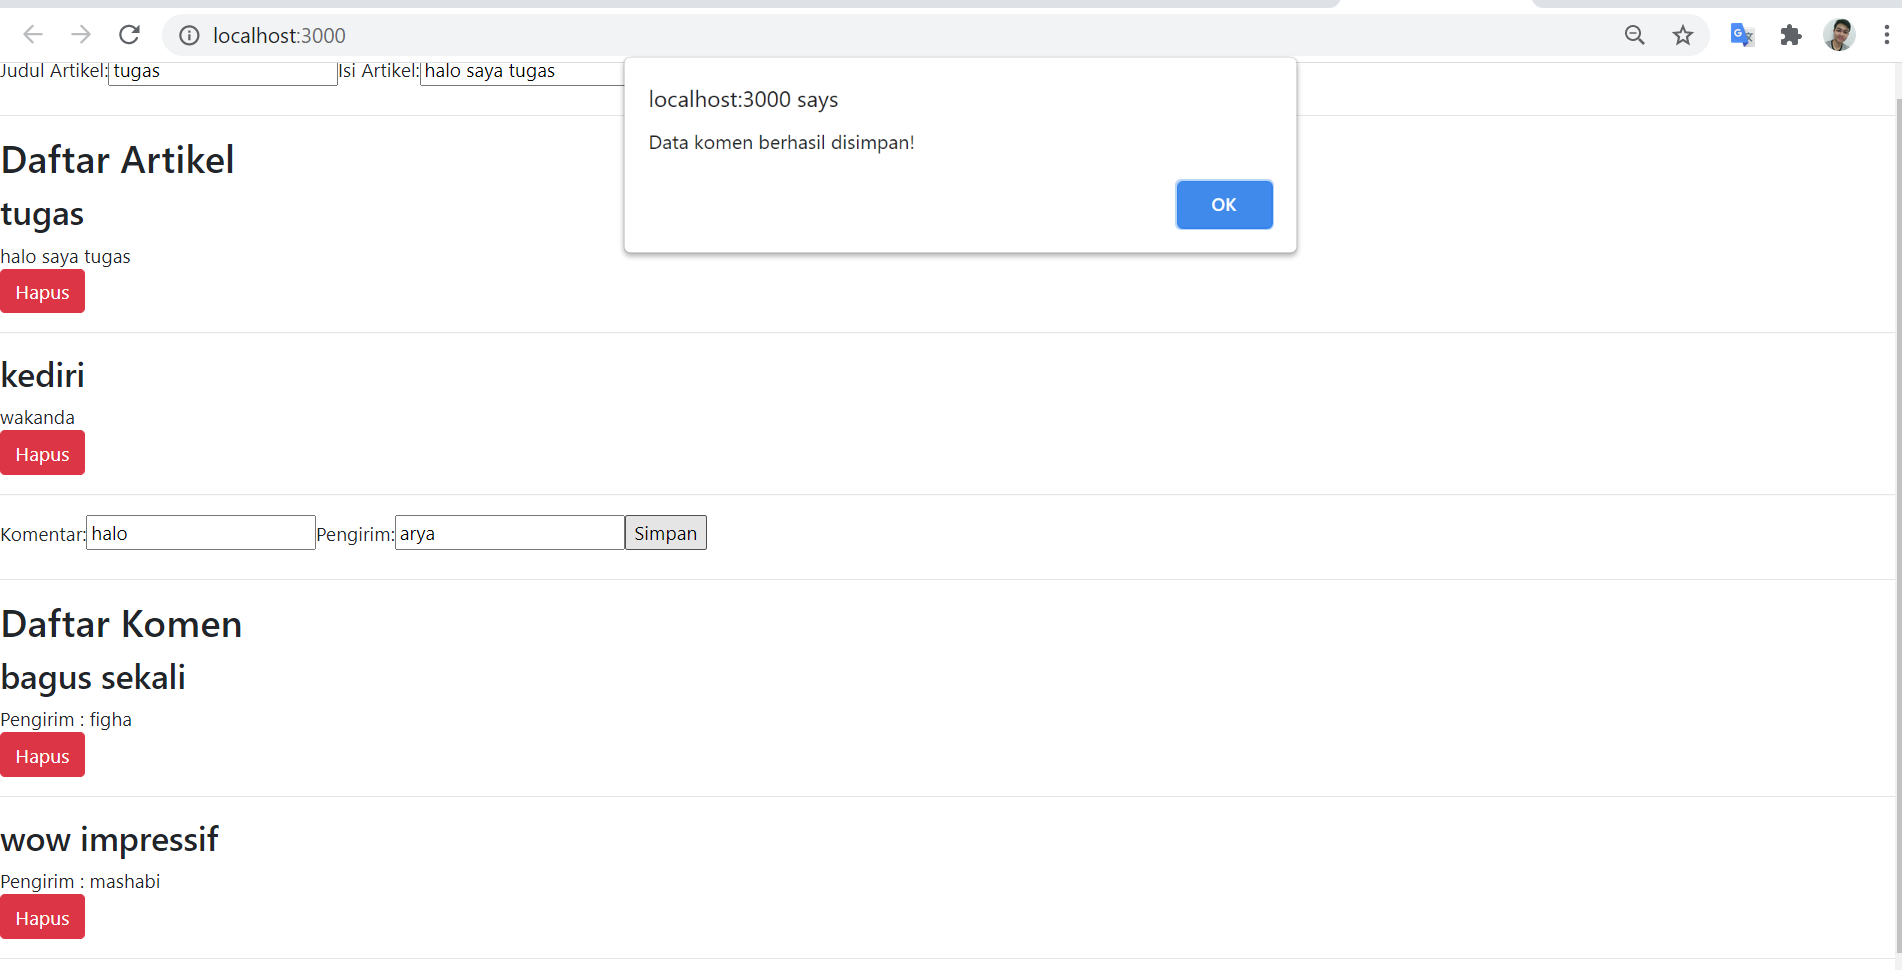 localhost:3000
Judul Artikel: tugas Isi Artikel: halo saya tugas
localhost:3000 says
Data komen berhasil disimpan!
OK
Daftar Artikel
tugas
halo saya tugas
Hapus
kediri
wakanda
Hapus
Komentar: halo Pengirim: arya Simpan
Daftar Komen
bagus sekali
Pengirim : figha
Hapus
wow impressif
Pengirim : mashabi
Hapus